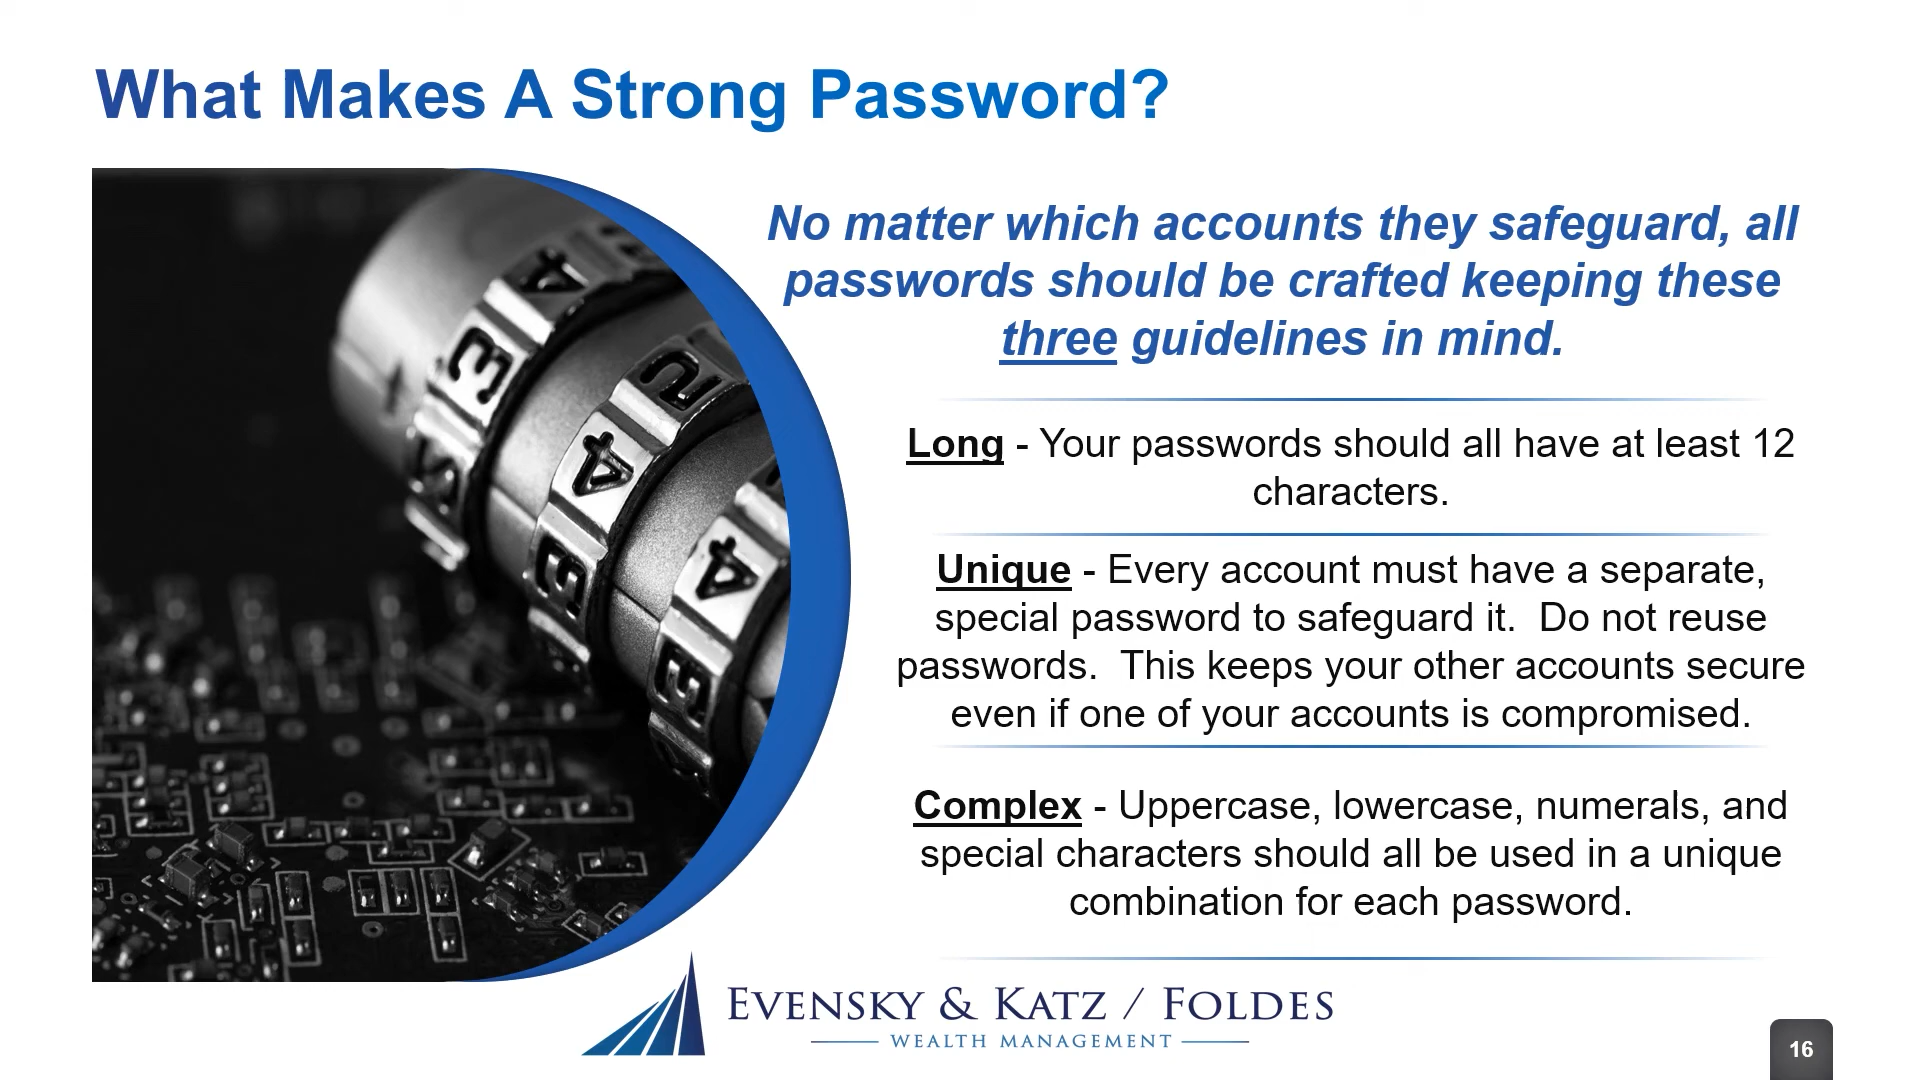 What Makes A Strong Password?
No matter which accounts they safeguard, all
passwords should be crafted keeping these
three guidelines in mind.
Long - Your passwords should all have at least 12
characters.
Unique - Every account must have a separate,
special password to safeguard it.  Do not reuse
passwords.  This keeps your other accounts secure
even if one of your accounts is compromised.
Complex - Uppercase, lowercase, numerals, and
special characters should all be used in a unique
combination for each password.
EVENSKY & KATZ / FOLDES
WEALTH MANAGEMENT
16